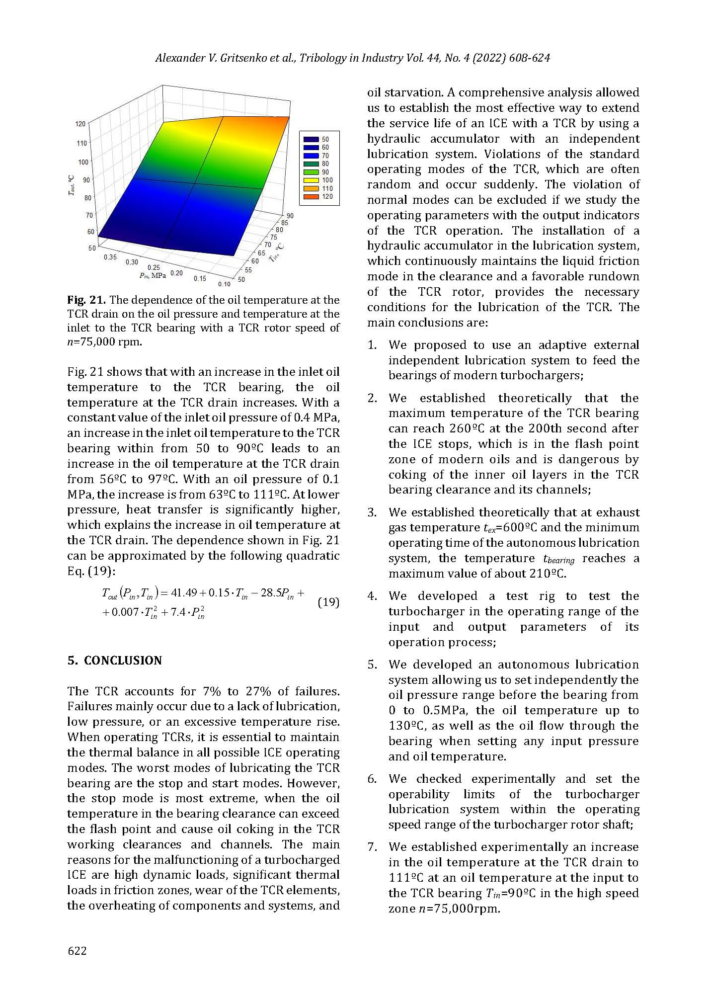 Alexander V. Gritsenko et al., Tribology in Industry Vol. 44, No. 4 (2022) 608-624
120
110
100
90
80
70
60
50
Tout, °C
0.35
0.30
0.25
0.20
0.15
0.10
Pin, MPa
50
55
60
65
70
75
80
85
90
Tin, °C
50
60
70
80
90
100
110
120
Fig. 21. The dependence of the oil temperature at the
TCR drain on the oil pressure and temperature at the
inlet to the TCR bearing with a TCR rotor speed of
n=75,000 rpm.
Fig. 21 shows that with an increase in the inlet oil
temperature to the TCR bearing, the oil
temperature at the TCR drain increases. With a
constant value of the inlet oil pressure of 0.4 MPa,
an increase in the inlet oil temperature to the TCR
bearing within from 50 to 90ºC leads to an
increase in the oil temperature at the TCR drain
from 56ºC to 97ºC. With an oil pressure of 0.1
MPa, the increase is from 63ºC to 111ºC. At lower
pressure, heat transfer is significantly higher,
which explains the increase in oil temperature at
the TCR drain. The dependence shown in Fig. 21
can be approximated by the following quadratic
Eq. (19):
Tout (Pin, Tin) = 41.49 + 0.15·Tin − 28.5Pin +
+ 0.007·Tin² + 7.4·Pin²
(19)
5. CONCLUSION
The TCR accounts for 7% to 27% of failures.
Failures mainly occur due to a lack of lubrication,
low pressure, or an excessive temperature rise.
When operating TCRs, it is essential to maintain
the thermal balance in all possible ICE operating
modes. The worst modes of lubricating the TCR
bearing are the stop and start modes. However,
the stop mode is most extreme, when the oil
temperature in the bearing clearance can exceed
the flash point and cause oil coking in the TCR
working clearances and channels. The main
reasons for the malfunctioning of a turbocharged
ICE are high dynamic loads, significant thermal
loads in friction zones, wear of the TCR elements,
the overheating of components and systems, and
oil starvation. A comprehensive analysis allowed
us to establish the most effective way to extend
the service life of an ICE with a TCR by using a
hydraulic accumulator with an independent
lubrication system. Violations of the standard
operating modes of the TCR, which are often
random and occur suddenly. The violation of
normal modes can be excluded if we study the
operating parameters with the output indicators
of the TCR operation. The installation of a
hydraulic accumulator in the lubrication system,
which continuously maintains the liquid friction
mode in the clearance and a favorable rundown
of the TCR rotor, provides the necessary
conditions for the lubrication of the TCR. The
main conclusions are:
1. We proposed to use an adaptive external
independent lubrication system to feed the
bearings of modern turbochargers;
2. We established theoretically that the
maximum temperature of the TCR bearing
can reach 260ºC at the 200th second after
the ICE stops, which is in the flash point
zone of modern oils and is dangerous by
coking of the inner oil layers in the TCR
bearing clearance and its channels;
3. We established theoretically that at exhaust
gas temperature tex=600ºC and the minimum
operating time of the autonomous lubrication
system, the temperature tbearing reaches a
maximum value of about 210ºC.
4. We developed a test rig to test the
turbocharger in the operating range of the
input and output parameters of its
operation process;
5. We developed an autonomous lubrication
system allowing us to set independently the
oil pressure range before the bearing from
0 to 0.5MPa, the oil temperature up to
130ºC, as well as the oil flow through the
bearing when setting any input pressure
and oil temperature.
6. We checked experimentally and set the
operability limits of the turbocharger
lubrication system within the operating
speed range of the turbocharger rotor shaft;
7. We established experimentally an increase
in the oil temperature at the TCR drain to
111ºC at an oil temperature at the input to
the TCR bearing Tin=90ºC in the high speed
zone n=75,000rpm.
622